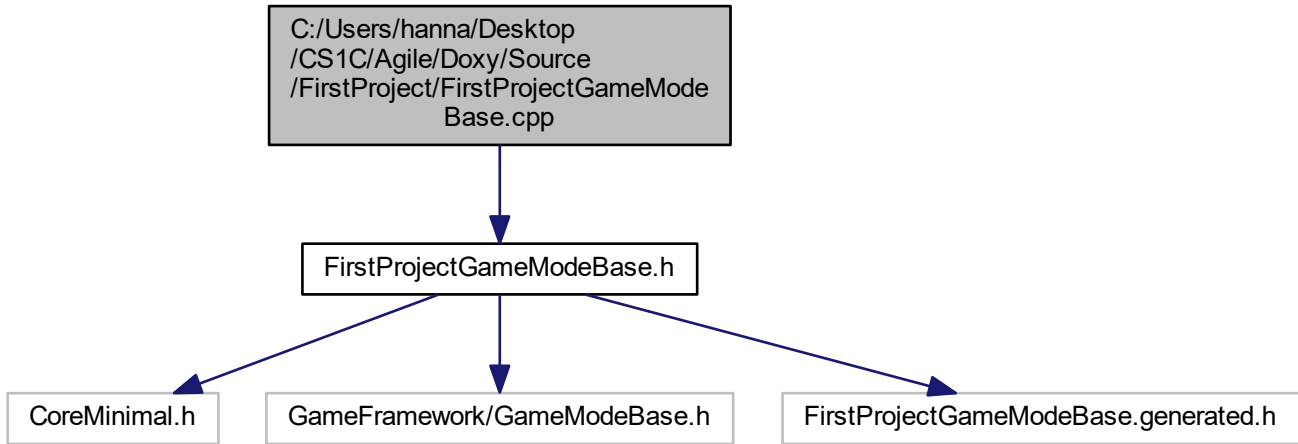 C:/Users/hanna/Desktop
/CS1C/Agile/Doxy/Source
/FirstProject/FirstProjectGameMode
Base.cpp
FirstProjectGameModeBase.h
CoreMinimal.h
GameFramework/GameModeBase.h
FirstProjectGameModeBase.generated.h